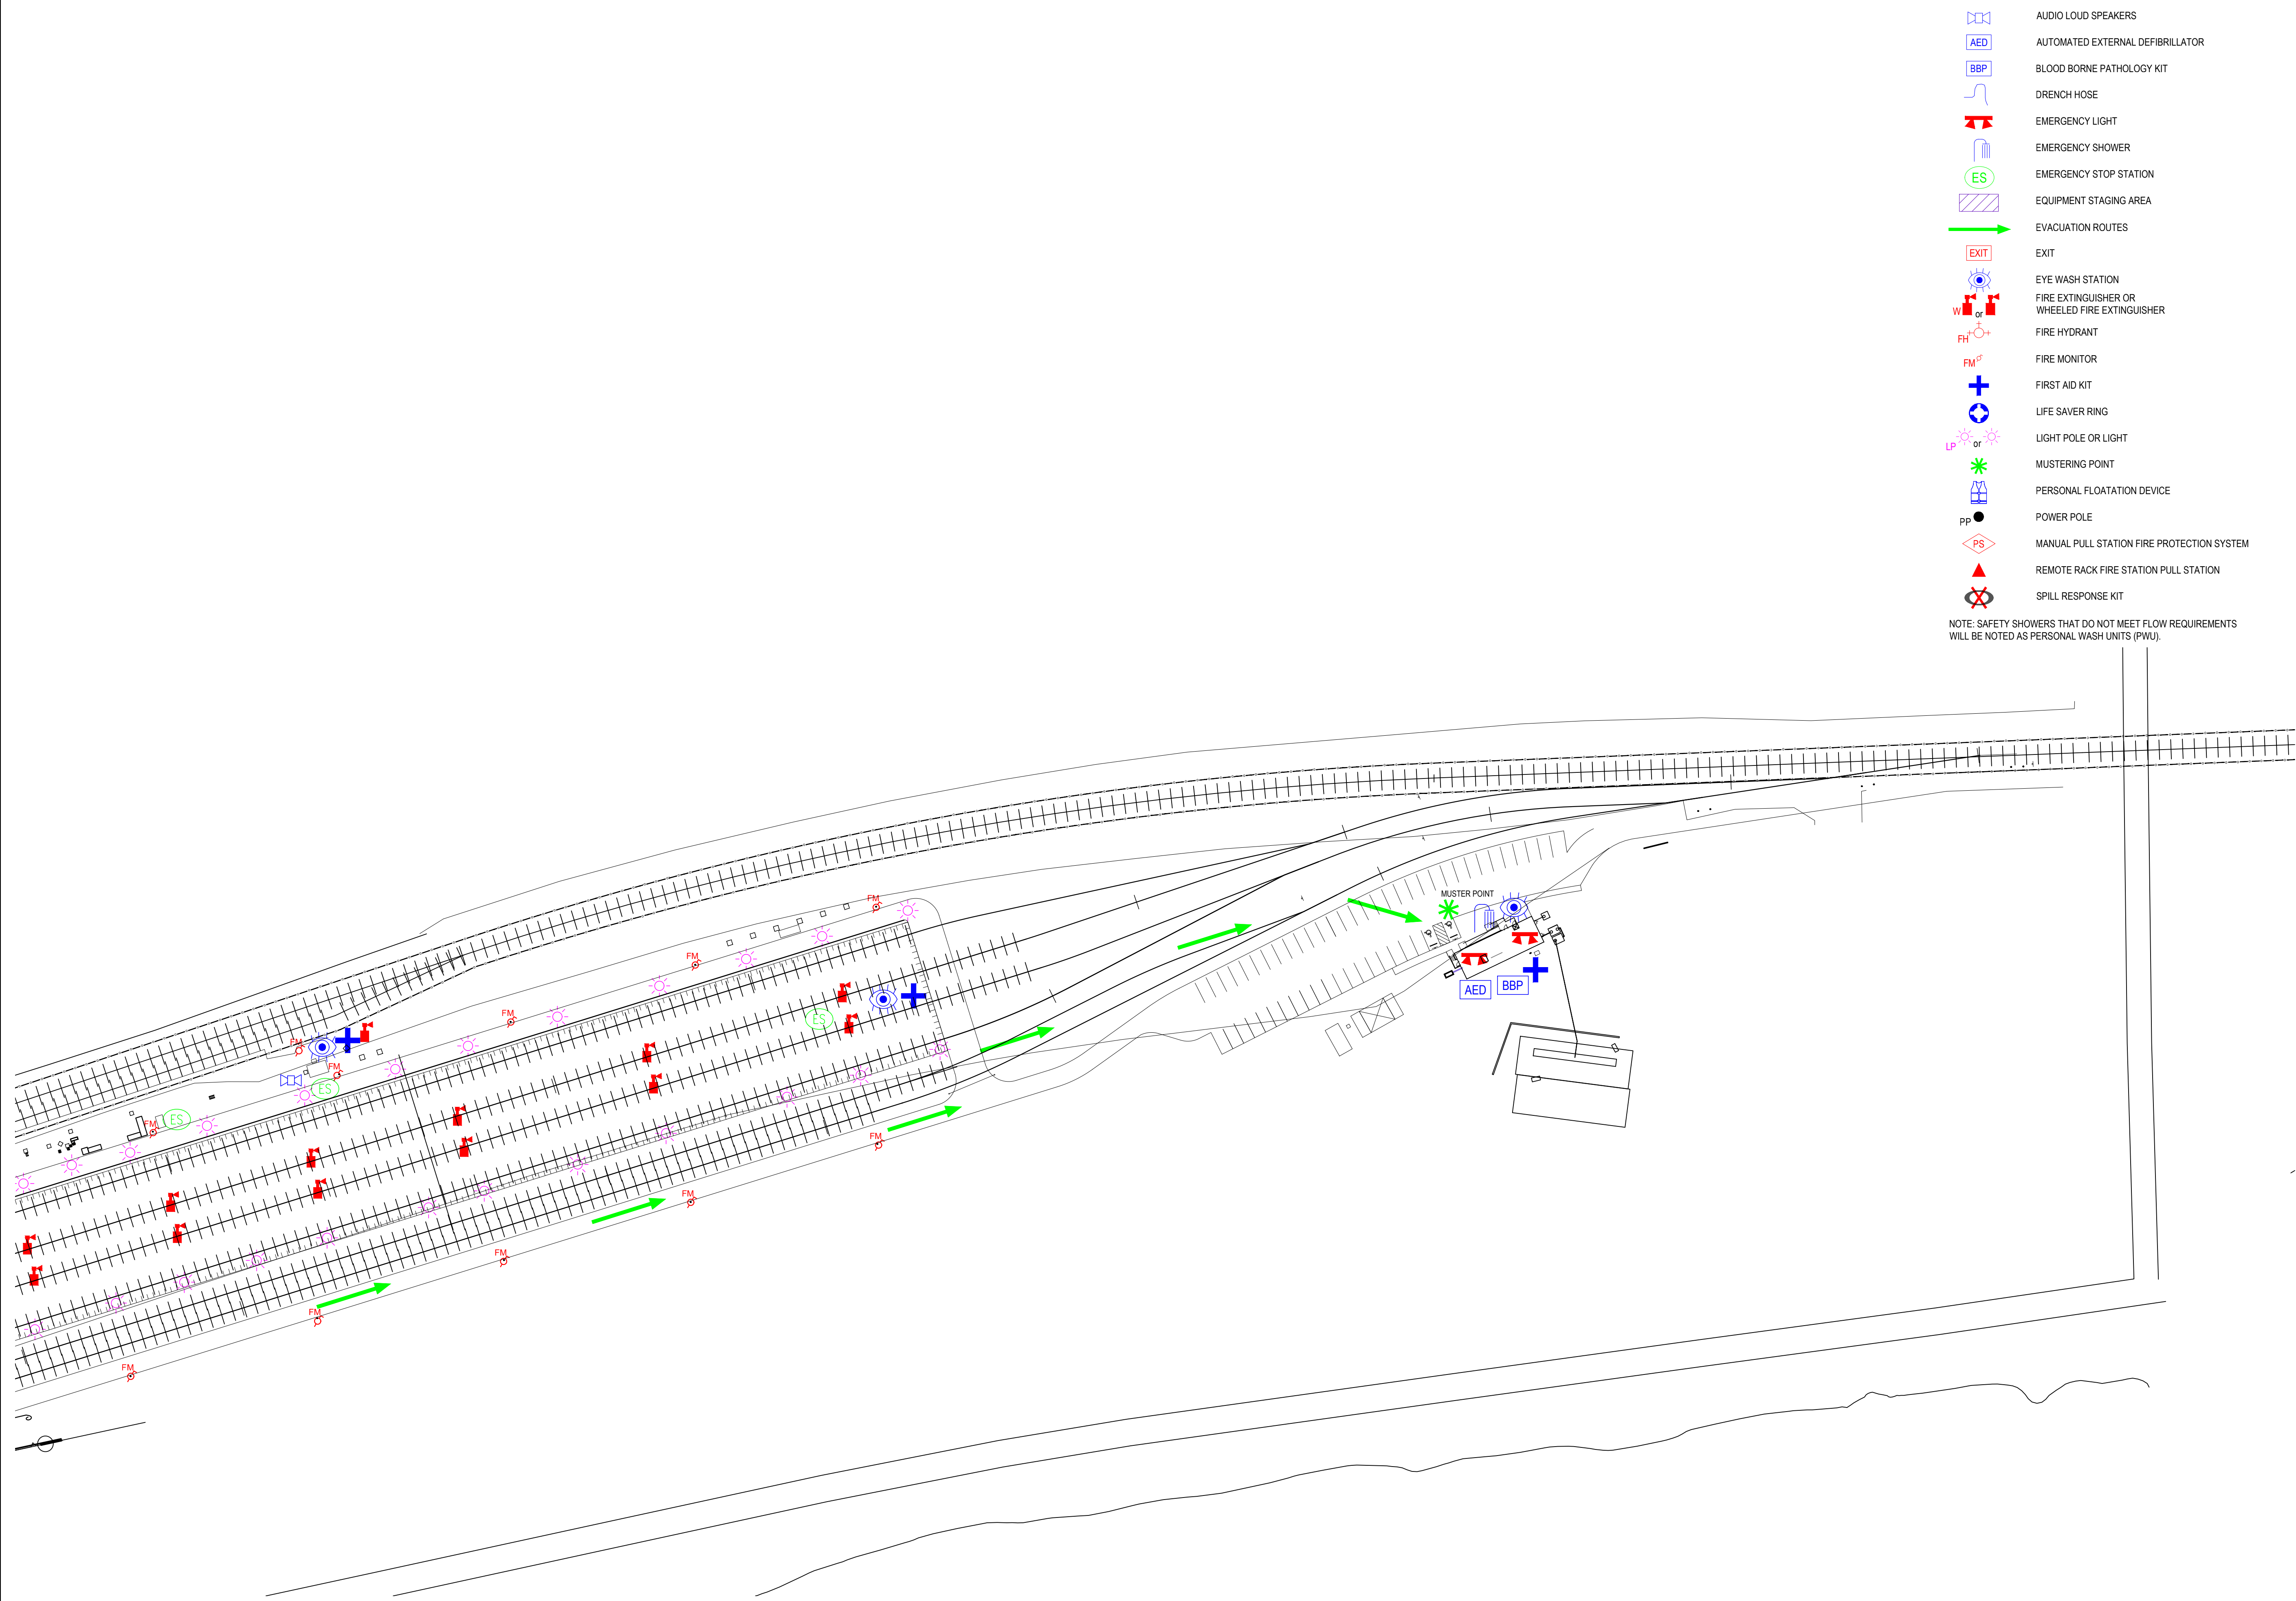 AUDIO LOUD SPEAKERS
AED AUTOMATED EXTERNAL DEFIBRILLATOR
BBP BLOOD BORNE PATHOLOGY KIT
DRENCH HOSE
EMERGENCY LIGHT
EMERGENCY SHOWER
ES EMERGENCY STOP STATION
EQUIPMENT STAGING AREA
EVACUATION ROUTES
EXIT EXIT
EYE WASH STATION
FIRE EXTINGUISHER OR
W or WHEELED FIRE EXTINGUISHER
FH FIRE HYDRANT
FM FIRE MONITOR
FIRST AID KIT
LIFE SAVER RING
LP or LIGHT POLE OR LIGHT
MUSTERING POINT
PERSONAL FLOATATION DEVICE
PP POWER POLE
PS MANUAL PULL STATION FIRE PROTECTION SYSTEM
REMOTE RACK FIRE STATION PULL STATION
SPILL RESPONSE KIT
NOTE: SAFETY SHOWERS THAT DO NOT MEET FLOW REQUIREMENTS
WILL BE NOTED AS PERSONAL WASH UNITS (PWU).
MUSTER POINT
FM
FM
AED BBP
FM
ES
FM
FM
ES
ES
FM
FM
FM
FM
FM
FM